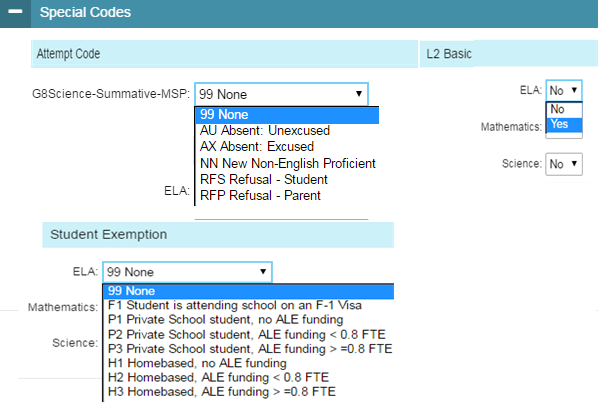 Special Codes
Attempt Code
L2 Basic
G8Science-Summative-MSP: 99 None
99 None
AU Absent: Unexcused
AX Absent: Excused
NN New Non-English Proficient
RFS Refusal - Student
RFP Refusal - Parent
ELA:
ELA: No
No
Yes
Mathematics:
Science: No
Student Exemption
ELA: 99 None
99 None
F1 Student is attending school on an F-1 Visa
P1 Private School student, no ALE funding
P2 Private School student, ALE funding < 0.8 FTE
P3 Private School student, ALE funding > =0.8 FTE
H1 Homebased, no ALE funding
H2 Homebased, ALE funding < 0.8 FTE
H3 Homebased, ALE funding > =0.8 FTE
Mathematics:
Science: